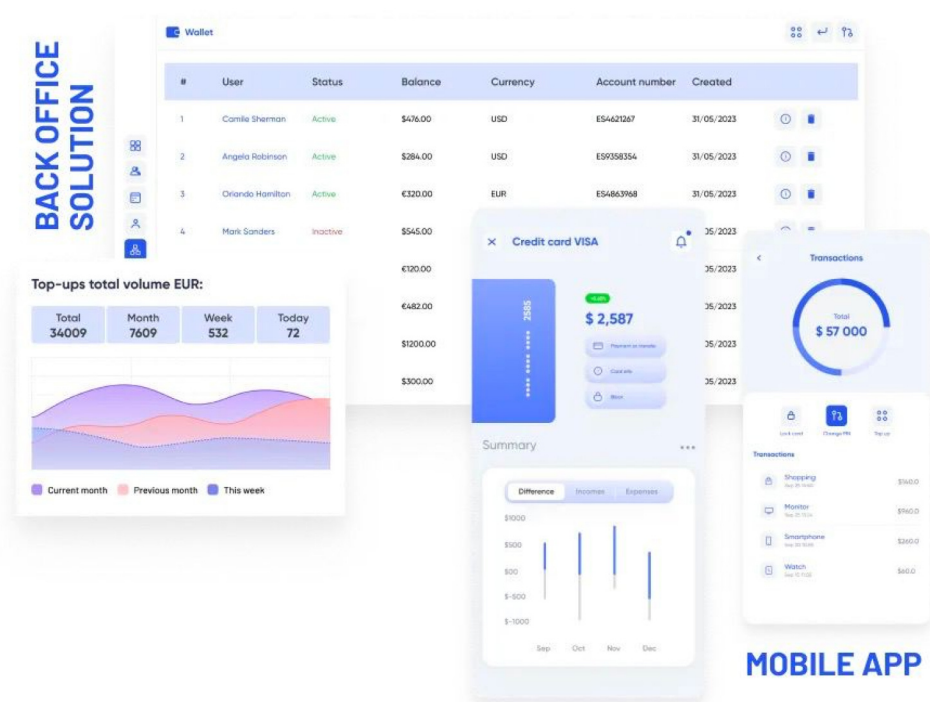 BACK OFFICE
SOLUTION
Wallet
# User Status Balance Currency Account number Created
1 Camile Sherman Active $476.00 USD ES4621267 31/05/2023
2 Angela Robinson Active $284.00 USD ES9358354 31/05/2023
3 Orlando Hamilton Active €320.00 EUR ES4863968 31/05/2023
4 Mark Sanders Inactive $545.00 05/2023
€120.00 05/2023
€482.00 05/2023
$1200.00 05/2023
$300.00 05/2023
Top-ups total volume EUR:
Total Month Week Today
34009 7609 532 72
Current month Previous month This week
Credit card VISA
2585
$ 2,587
Payment or transfer
Card info
Block
Summary
Difference Incomes Expenses
$1000
$500
$00
$-500
$-1000
Sep Oct Nov Dec
Transactions
Total
$ 57 000
Lock card Change PIN Top up
Transactions
Shopping $140.0
Monitor $960.0
Smartphone $260.0
Watch $60.0
MOBILE APP